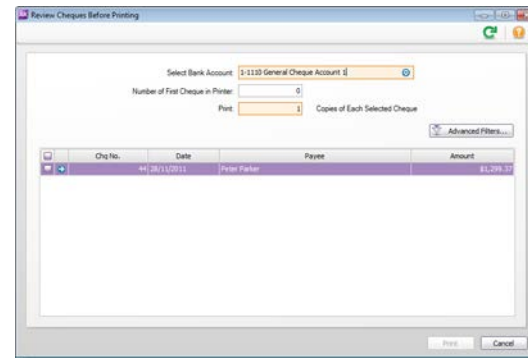 Review Cheques Before Printing
Select Bank Account: 1-1110 General Cheque Account 1
Number of First Cheque in Printer: 0
Print: 1 Copies of Each Selected Cheque
Advanced Filters...
Chq No. Date Payee Amount
44 28/11/2011 Peter Parker $1,299.37
Print Cancel